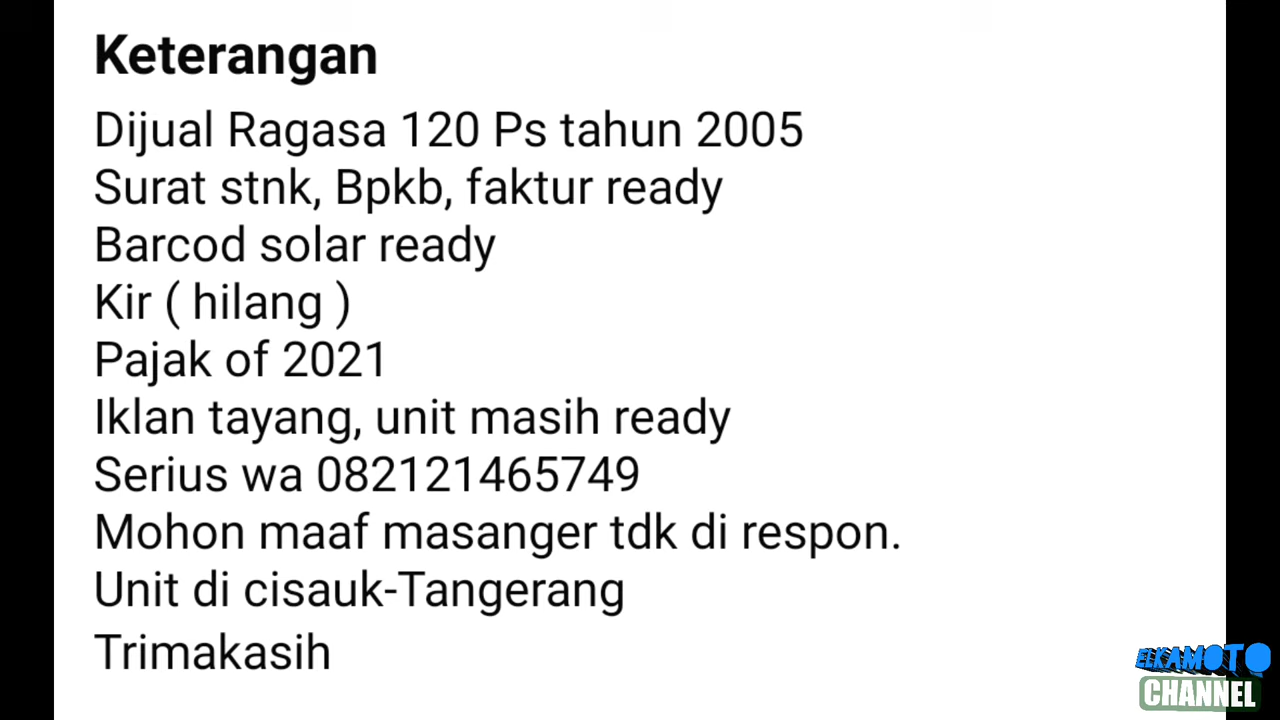 Keterangan
Dijual Ragasa 120 Ps tahun 2005
Surat stnk, Bpkb, faktur ready
Barcod solar ready
Kir ( hilang )
Pajak of 2021
Iklan tayang, unit masih ready
Serius wa 082121465749
Mohon maaf masanger tdk di respon.
Unit di cisauk-Tangerang
Trimakasih
ELKAMOTO
CHANNEL